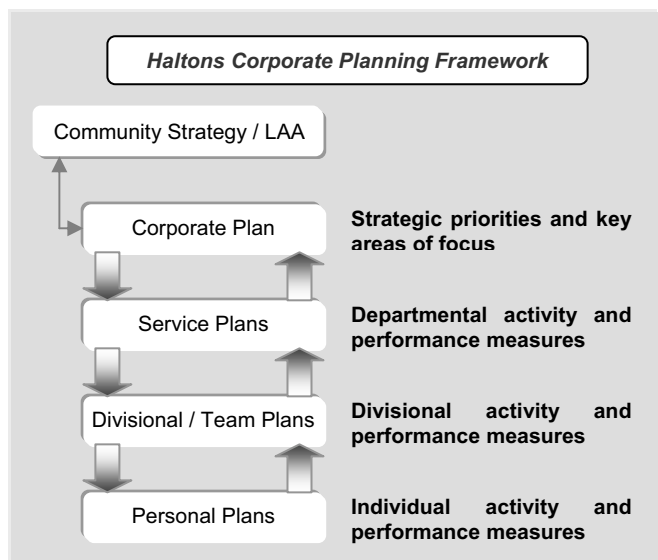 Haltons Corporate Planning Framework
Community Strategy / LAA
Corporate Plan
Strategic priorities and key
areas of focus
Service Plans
Departmental activity and
performance measures
Divisional / Team Plans
Divisional activity and
performance measures
Personal Plans
Individual activity and
performance measures